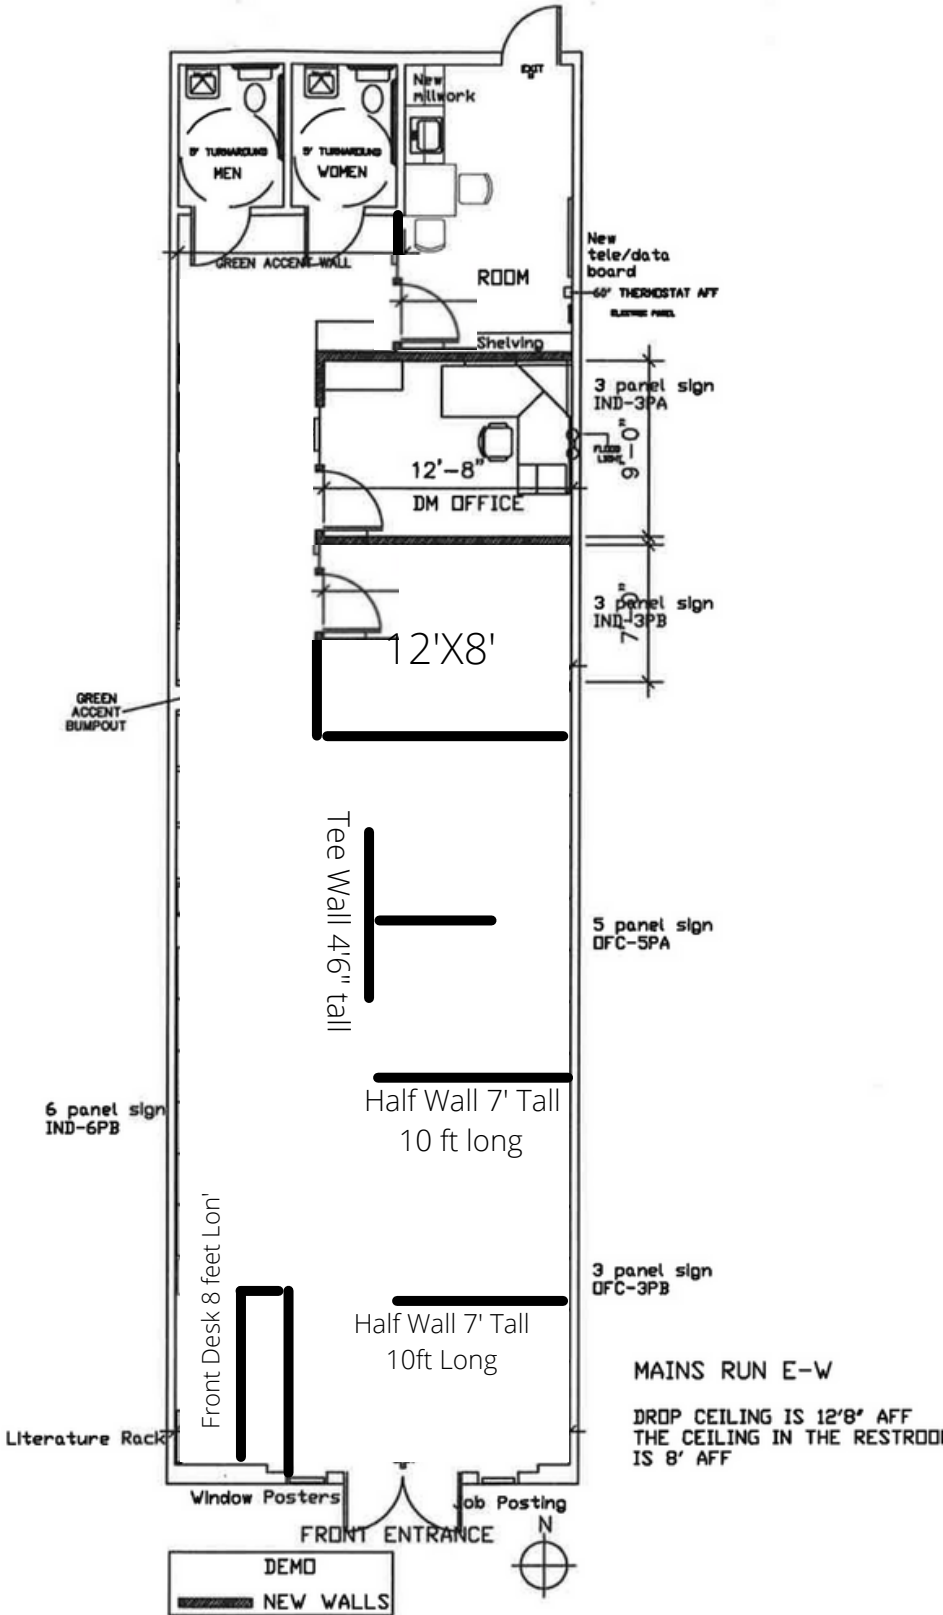 EXIT
New
millwork
5' TURNAROUND
MEN
5' TURNAROUND
WOMEN
GREEN ACCENT WALL
ROOM
New
tele/data
board
60" THERMOSTAT AFF
ELECTRIC PANEL
Shelving
3 panel sign
IND-3PA
9'-0"
FLOOD
LIGHT
12'-8"
DM OFFICE
3 panel sign
IND-3PB
7'-0"
12'X8'
GREEN
ACCENT
BUMPOUT
Tee Wall 4'6" tall
5 panel sign
OFC-5PA
Half Wall 7' Tall
10 ft long
6 panel sign
IND-6PB
Front Desk 8 feet Lon'
3 panel sign
OFC-3PB
Half Wall 7' Tall
10ft Long
MAINS RUN E-W
DROP CEILING IS 12'8" AFF
THE CEILING IN THE RESTROO
IS 8' AFF
Literature Rack
Window Posters
Job Posting
FRONT ENTRANCE
N
DEMO
NEW WALLS